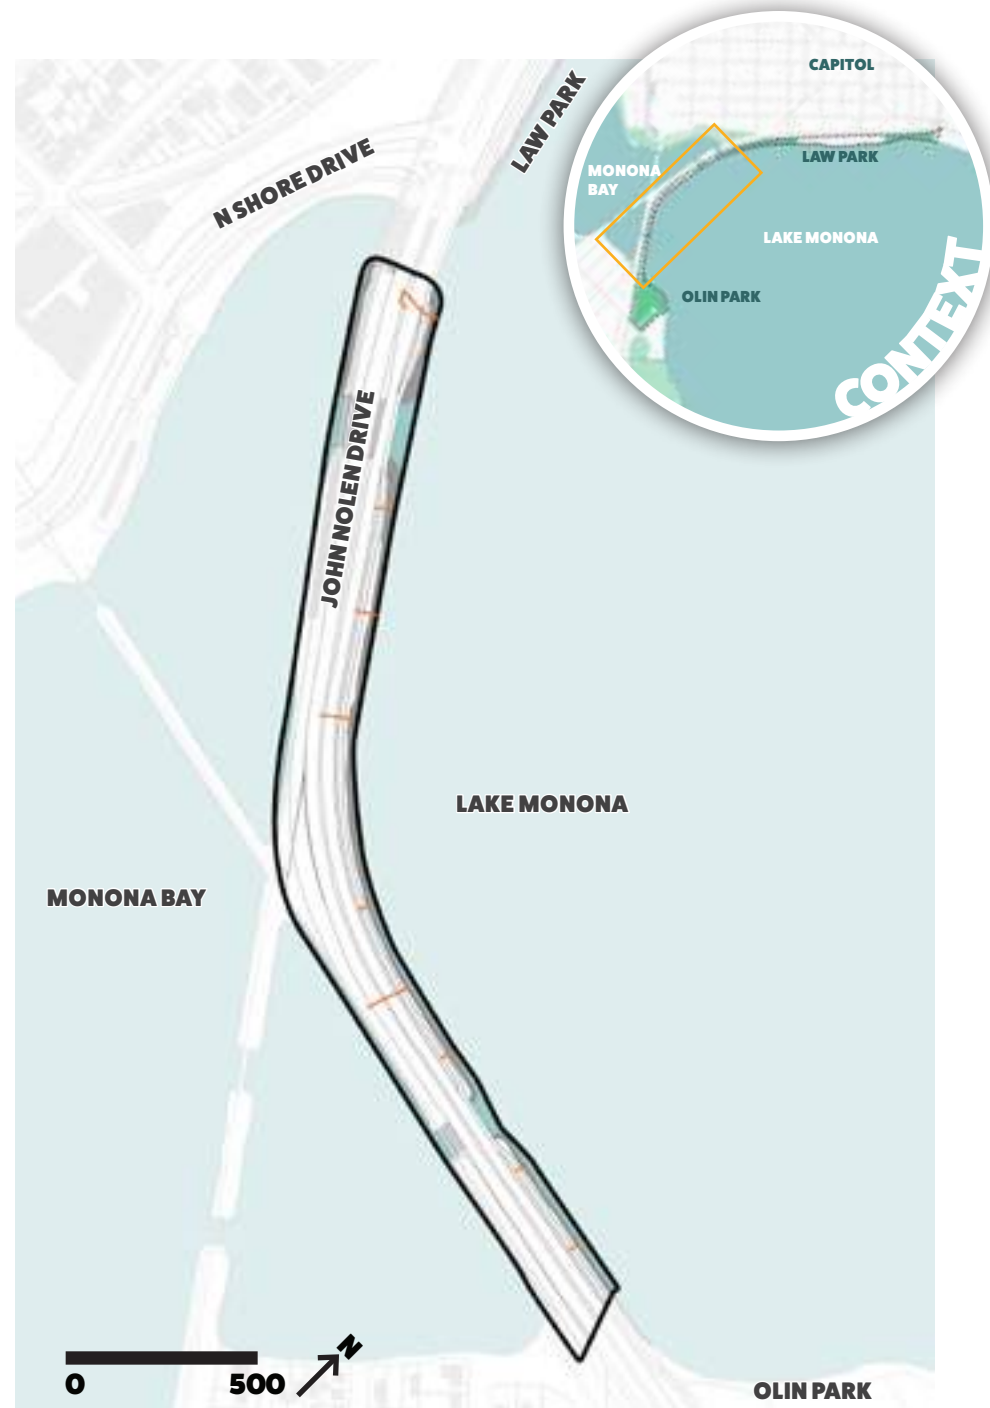 CAPITOL
LAW PARK
N SHORE DRIVE
MONONA
BAY
LAW PARK
LAKE MONONA
OLIN PARK
CONTEXT
JOHN NOLEN DRIVE
LAKE MONONA
MONONA BAY
N
0 500
OLIN PARK